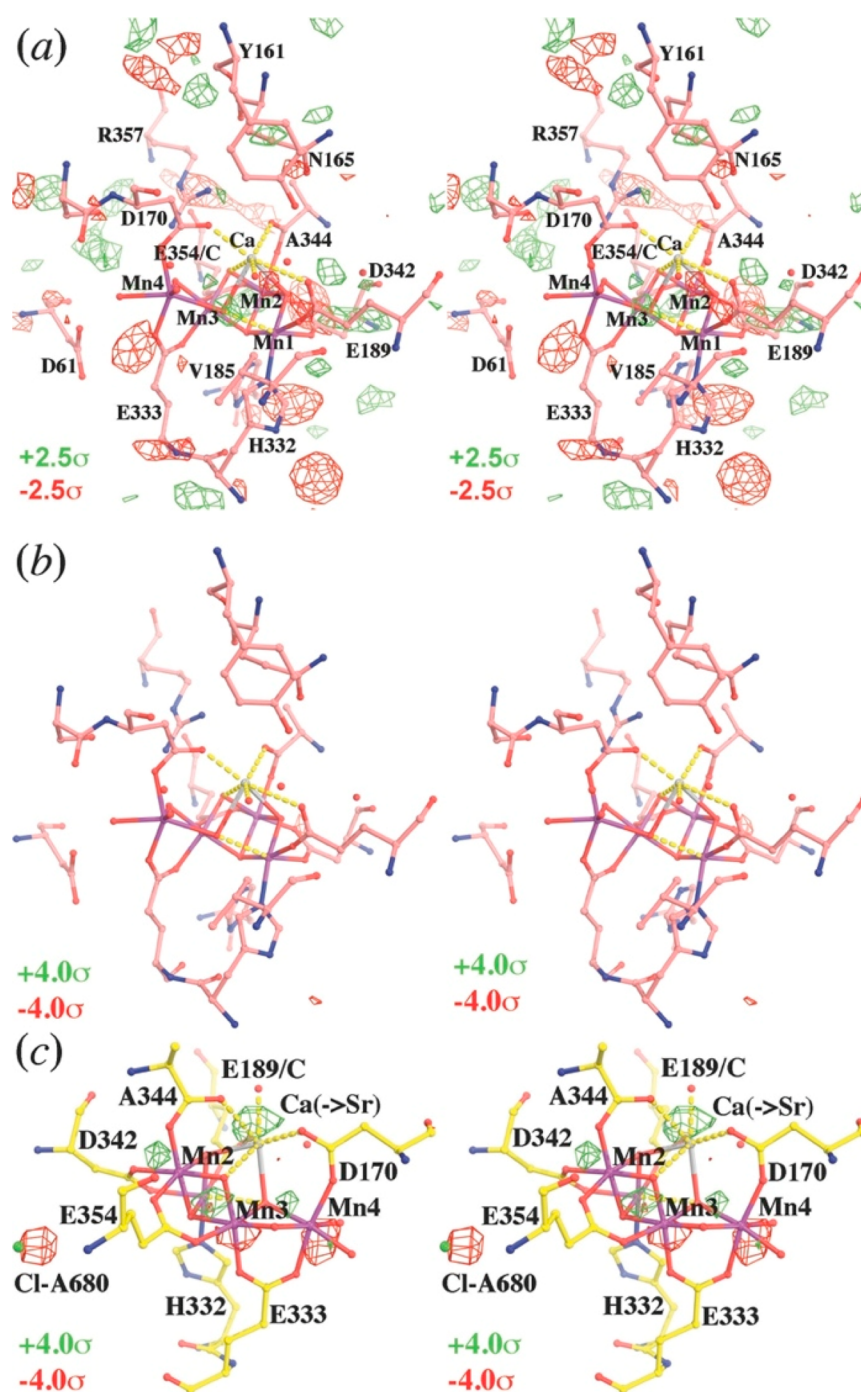 (a)
Y161
Y161
R357
N165
R357
N165
D170
Ca
A344
D170
Ca
A344
E354/C
D342
E354/C
D342
Mn4
Mn2
Mn4
Mn2
Mn3
Mn1
Mn3
Mn1
D61
V185
E189
D61
V185
E189
E333
H332
E333
H332
+2.5σ
+2.5σ
-2.5σ
-2.5σ
(b)
+4.0σ
+4.0σ
-4.0σ
-4.0σ
(c)
E189/C
E189/C
A344
Ca(->Sr)
A344
Ca(->Sr)
D342
Mn2
D170
D342
Mn2
D170
E354
Mn3
Mn4
E354
Mn3
Mn4
Cl-A680
H332
E333
Cl-A680
H332
E333
+4.0σ
+4.0σ
-4.0σ
-4.0σ